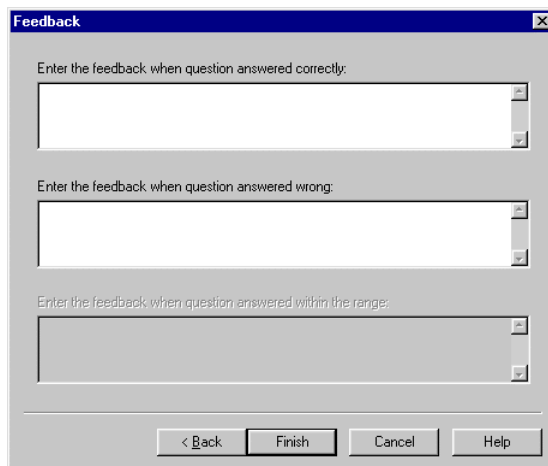 Feedback
Enter the feedback when question answered correctly:
Enter the feedback when question answered wrong:
Enter the feedback when question answered within the range:
< Back Finish Cancel Help